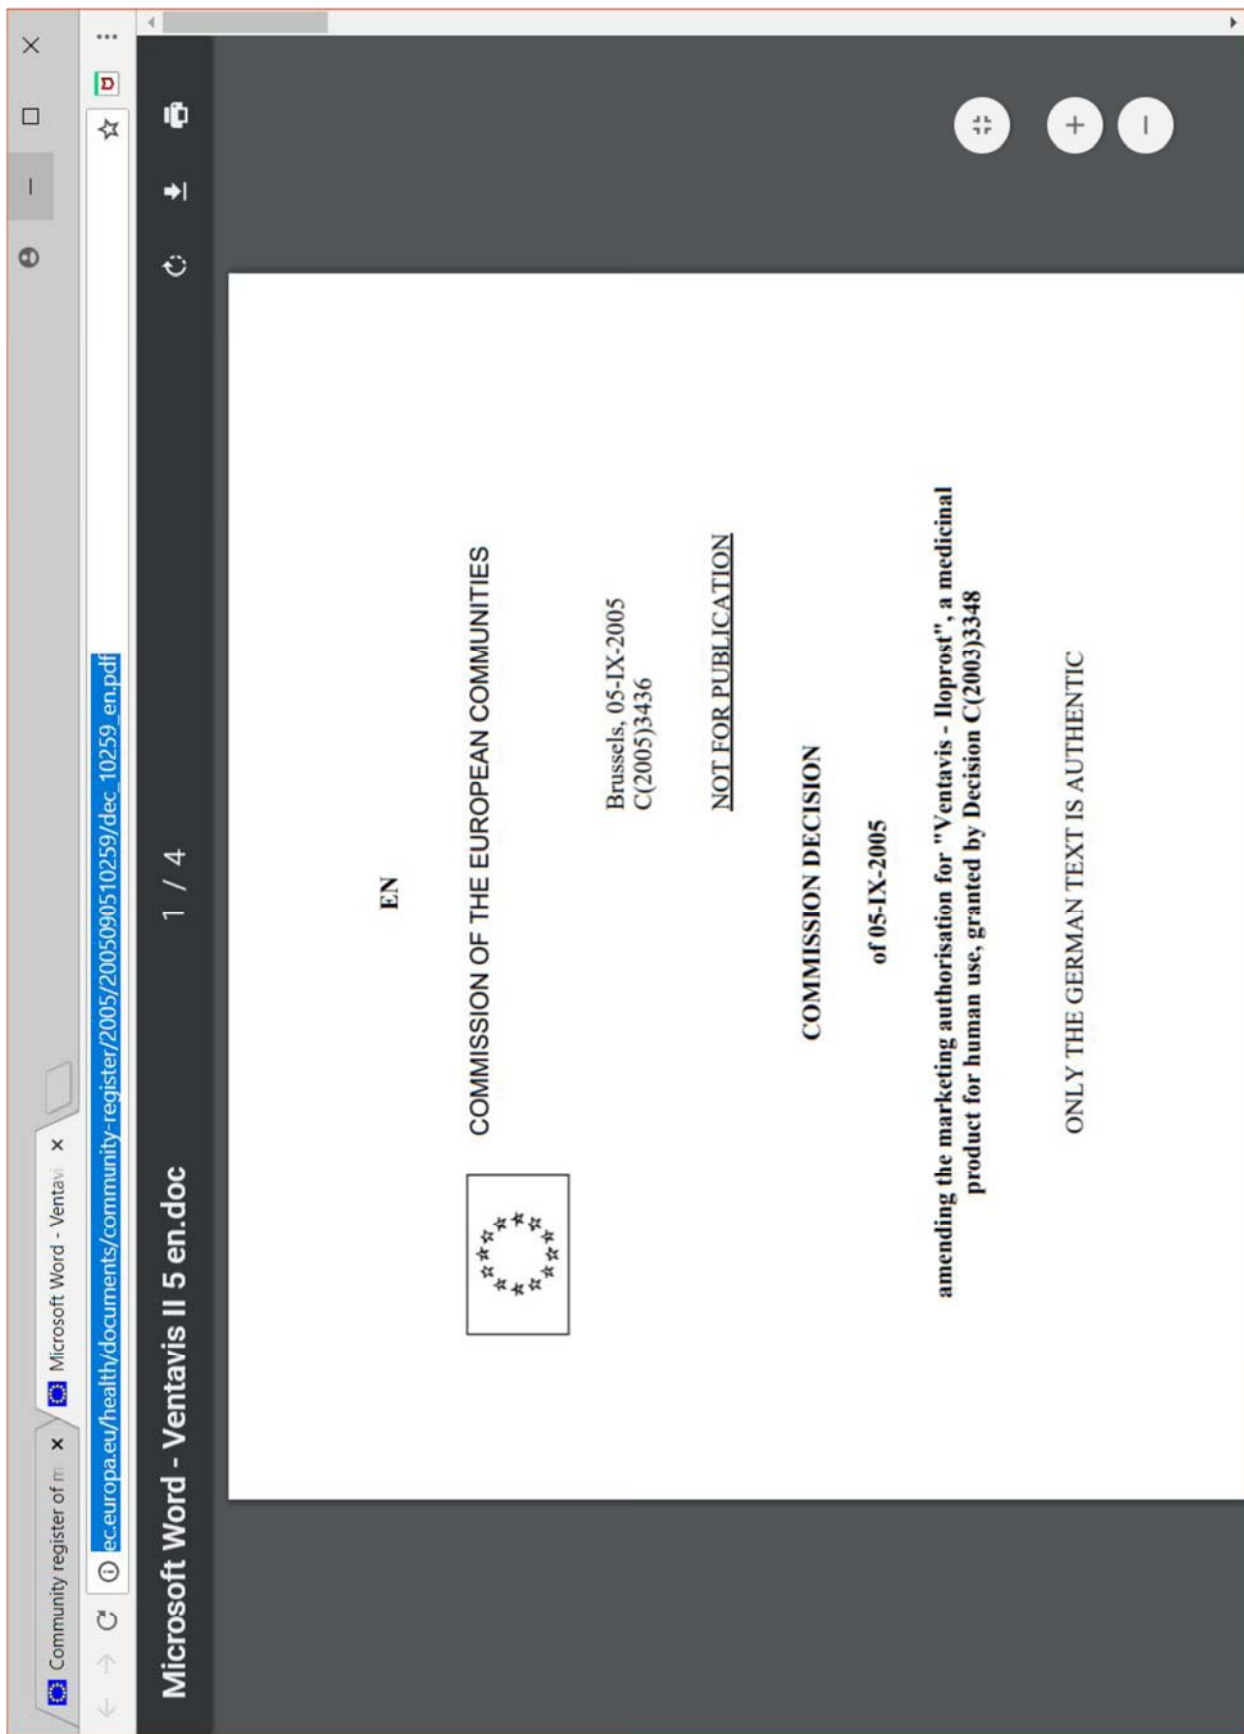 Community register of m
Microsoft Word - Ventavi
ec.europa.eu/health/documents/community-register/2005/2005090510259/dec_10259_en.pdf
Microsoft Word - Ventavis II 5 en.doc
1 / 4
EN
COMMISSION OF THE EUROPEAN COMMUNITIES
Brussels, 05-IX-2005
C(2005)3436
NOT FOR PUBLICATION
COMMISSION DECISION
of 05-IX-2005
amending the marketing authorisation for "Ventavis - Iloprost", a medicinal
product for human use, granted by Decision C(2003)3348
ONLY THE GERMAN TEXT IS AUTHENTIC